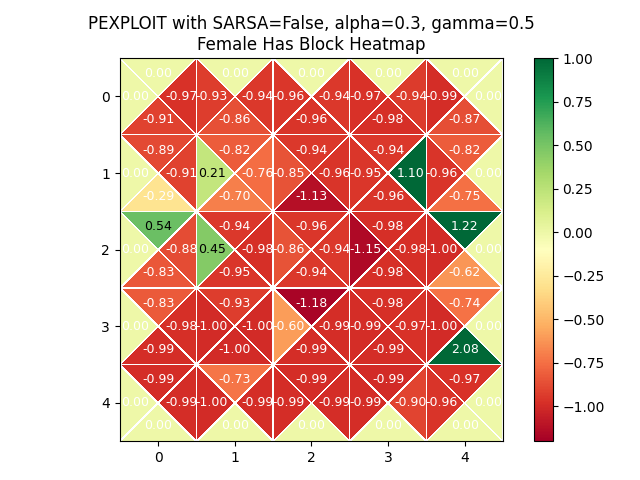 PEXPLOIT with SARSA=False, alpha=0.3, gamma=0.5
Female Has Block Heatmap
0.00 0.00 0.00 0.00 0.00
0 0.00 -0.97 -0.93 -0.94 -0.96 -0.94 -0.97 -0.94 -0.99 0.00
-0.91 -0.86 -0.96 -0.98 -0.87
-0.89 -0.82 -0.94 -0.94 -0.82
1 0.00 -0.91 0.21 -0.76 -0.85 -0.96 -0.95 1.10 -0.96 0.00
-0.29 -0.70 -1.13 -0.96 -0.75
0.54 -0.94 -0.96 -0.98 1.22
2 0.00 -0.88 0.45 -0.98 -0.86 -0.94 -1.15 -0.98 -1.00 0.00
-0.83 -0.95 -0.94 -0.98 -0.62
-0.83 -0.93 -1.18 -0.98 -0.74
3 0.00 -0.98 -1.00 -1.00 -0.60 -0.99 -0.99 -0.97 -1.00 0.00
-0.99 -1.00 -0.99 -0.99 2.08
-0.99 -0.73 -0.99 -0.99 -0.97
4 0.00 -0.99 -1.00 -0.99 -0.99 -0.99 -0.99 -0.90 -0.96 0.00
0.00 0.00 0.00 0.00 0.00
0 1 2 3 4
1.00
0.75
0.50
0.25
0.00
−0.25
−0.50
−0.75
−1.00